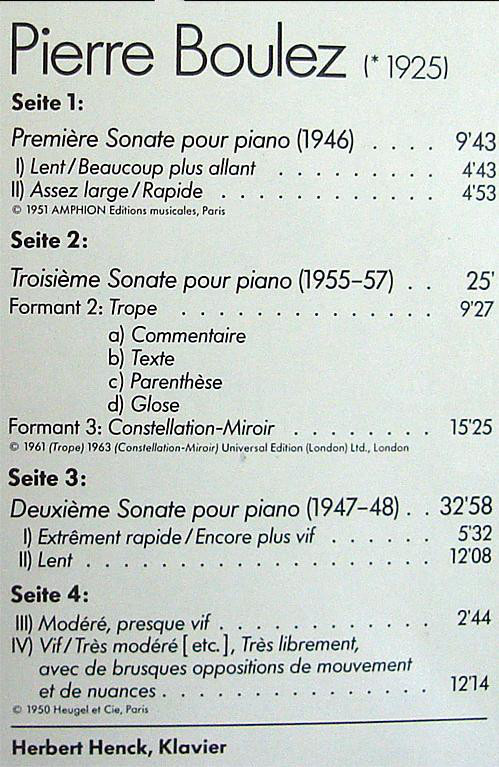 Pierre Boulez (* 1925)
Seite 1:
Première Sonate pour piano (1946) . . . . 9'43
I) Lent/Beaucoup plus allant . . . . . . . . . 4'43
II) Assez large/Rapide . . . . . . . . . . . . 4'53
© 1951 AMPHION Editions musicales, Paris
Seite 2:
Troisième Sonate pour piano (1955–57) . . 25'
Formant 2: Trope . . . . . . . . . . . . . . 9'27
a) Commentaire
b) Texte
c) Parenthèse
d) Glose
Formant 3: Constellation-Miroir . . . . . . . . 15'25
© 1961 (Trope) 1963 (Constellation-Miroir) Universal Edition (London) Ltd., London
Seite 3:
Deuxième Sonate pour piano (1947–48) . . 32'58
I) Extrêment rapide/Encore plus vif . . . . . . 5'32
II) Lent . . . . . . . . . . . . . . . . . . . 12'08
Seite 4:
III) Modéré, presque vif . . . . . . . . . . . . 2'44
IV) Vif/Très modéré [etc.], Très librement,
avec de brusques oppositions de mouvement
et de nuances . . . . . . . . . . . . . . . 12'14
© 1950 Heugel et Cie, Paris
Herbert Henck, Klavier